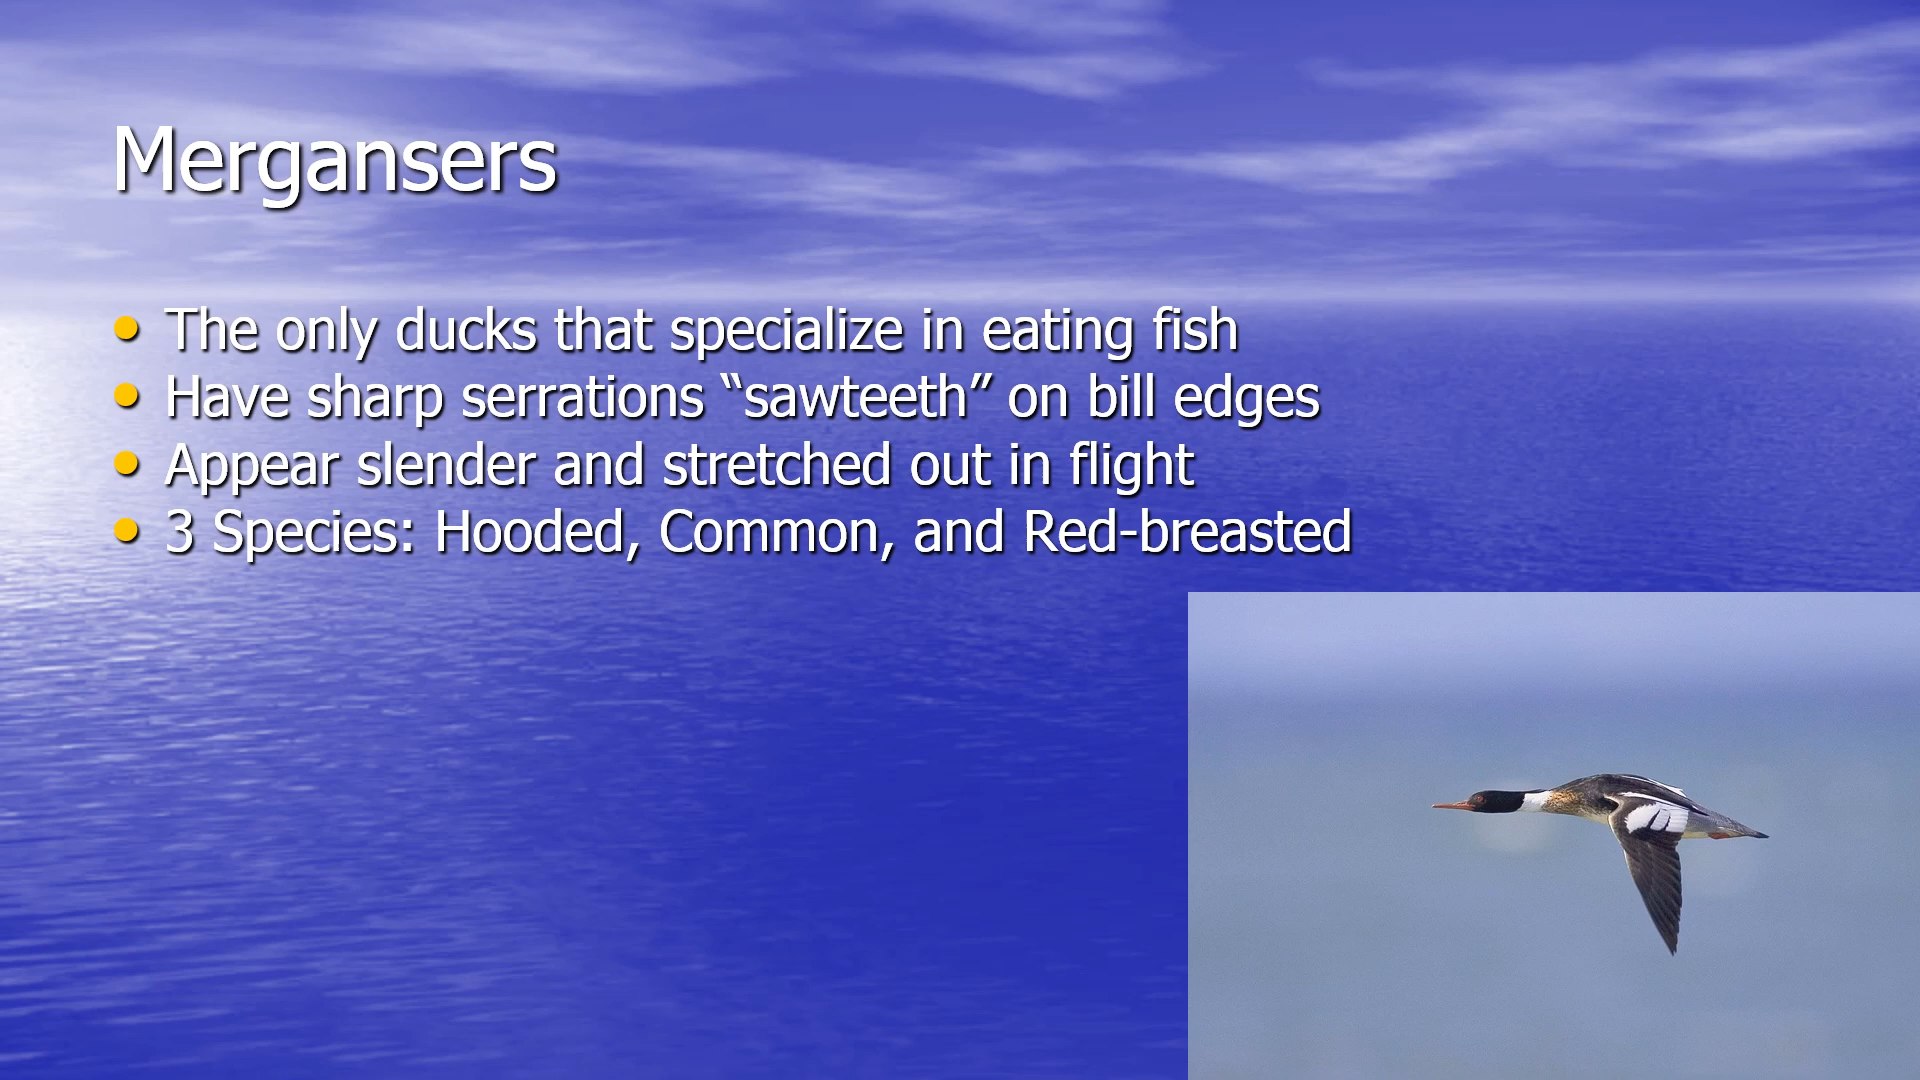 Mergansers
• The only ducks that specialize in eating fish
• Have sharp serrations “sawteeth” on bill edges
• Appear slender and stretched out in flight
• 3 Species: Hooded, Common, and Red-breasted